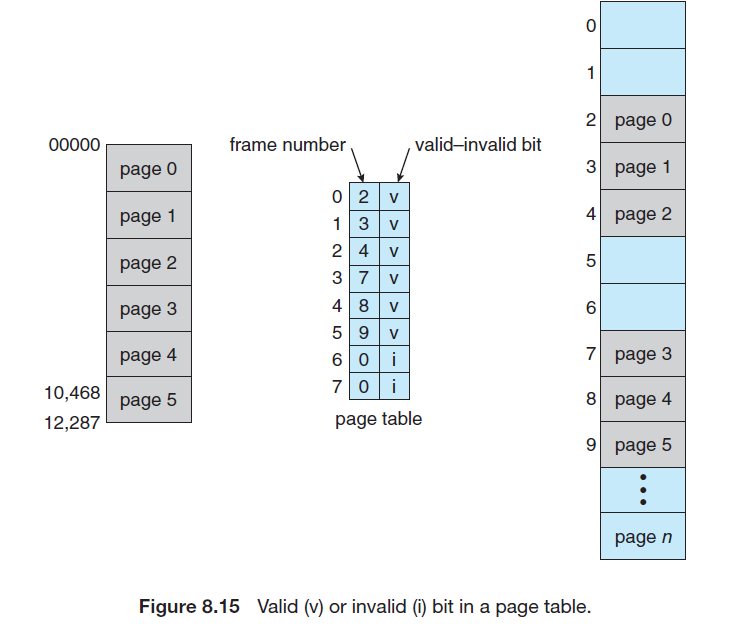 00000
page 0
page 1
page 2
page 3
page 4
10,468
page 5
12,287
frame number
valid–invalid bit
0 2 v
1 3 v
2 4 v
3 7 v
4 8 v
5 9 v
6 0 i
7 0 i
page table
0
1
2 page 0
3 page 1
4 page 2
5
6
7 page 3
8 page 4
9 page 5
page n
Figure 8.15 Valid (v) or invalid (i) bit in a page table.